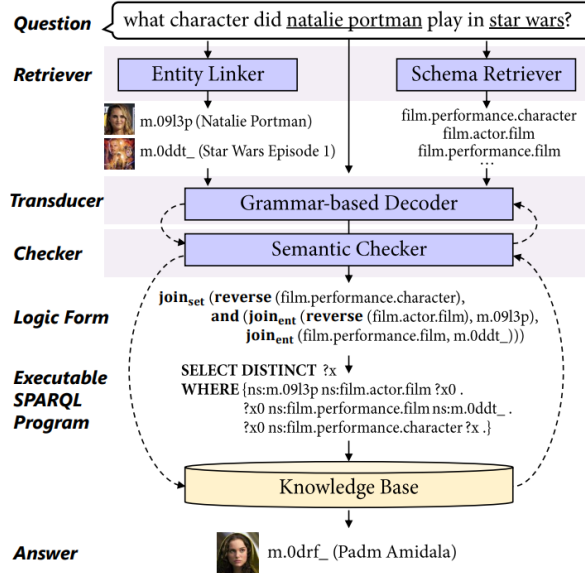 Question
what character did natalie portman play in star wars?
Retriever
Entity Linker
Schema Retriever
m.09l3p (Natalie Portman)
m.0ddt_ (Star Wars Episode 1)
film.performance.character
film.actor.film
film.performance.film
...
Transducer
Grammar-based Decoder
Checker
Semantic Checker
Logic Form
join_set (reverse (film.performance.character),
and (join_ent (reverse (film.actor.film), m.09l3p),
join_ent (film.performance.film, m.0ddt_)))
Executable
SPARQL
Program
SELECT DISTINCT ?x
WHERE {ns:m.09l3p ns:film.actor.film ?x0 .
?x0 ns:film.performance.film ns:m.0ddt_ .
?x0 ns:film.performance.character ?x .}
Knowledge Base
Answer
m.0drf_ (Padm Amidala)